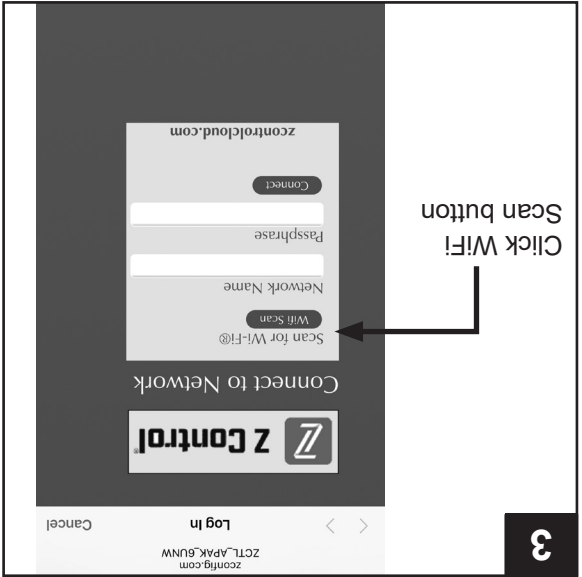 3
zconfig.com
ZCTL_APAK_6UNW
Log In
Cancel
Z Control®
Connect to Network
Scan for Wi-Fi®
Wifi Scan
Network Name
Passphrase
Connect
zcontrolcloud.com
Click WiFi
Scan button